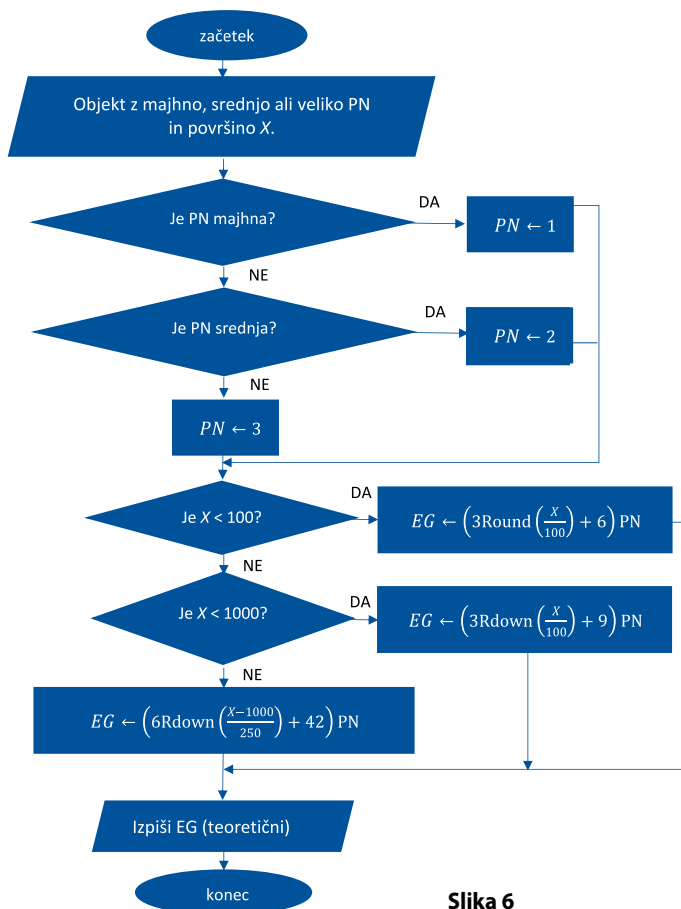 začetek
Objekt z majhno, srednjo ali veliko PN
in površino X.
Je PN majhna?
DA
PN ← 1
NE
Je PN srednja?
DA
PN ← 2
NE
PN ← 3
Je X < 100?
DA
EG ← (3Round(X/100) + 6) PN
NE
Je X < 1000?
DA
EG ← (3Rdown(X/100) + 9) PN
NE
EG ← (6Rdown(X−1000/250) + 42) PN
Izpiši EG (teoretični)
konec
Slika 6